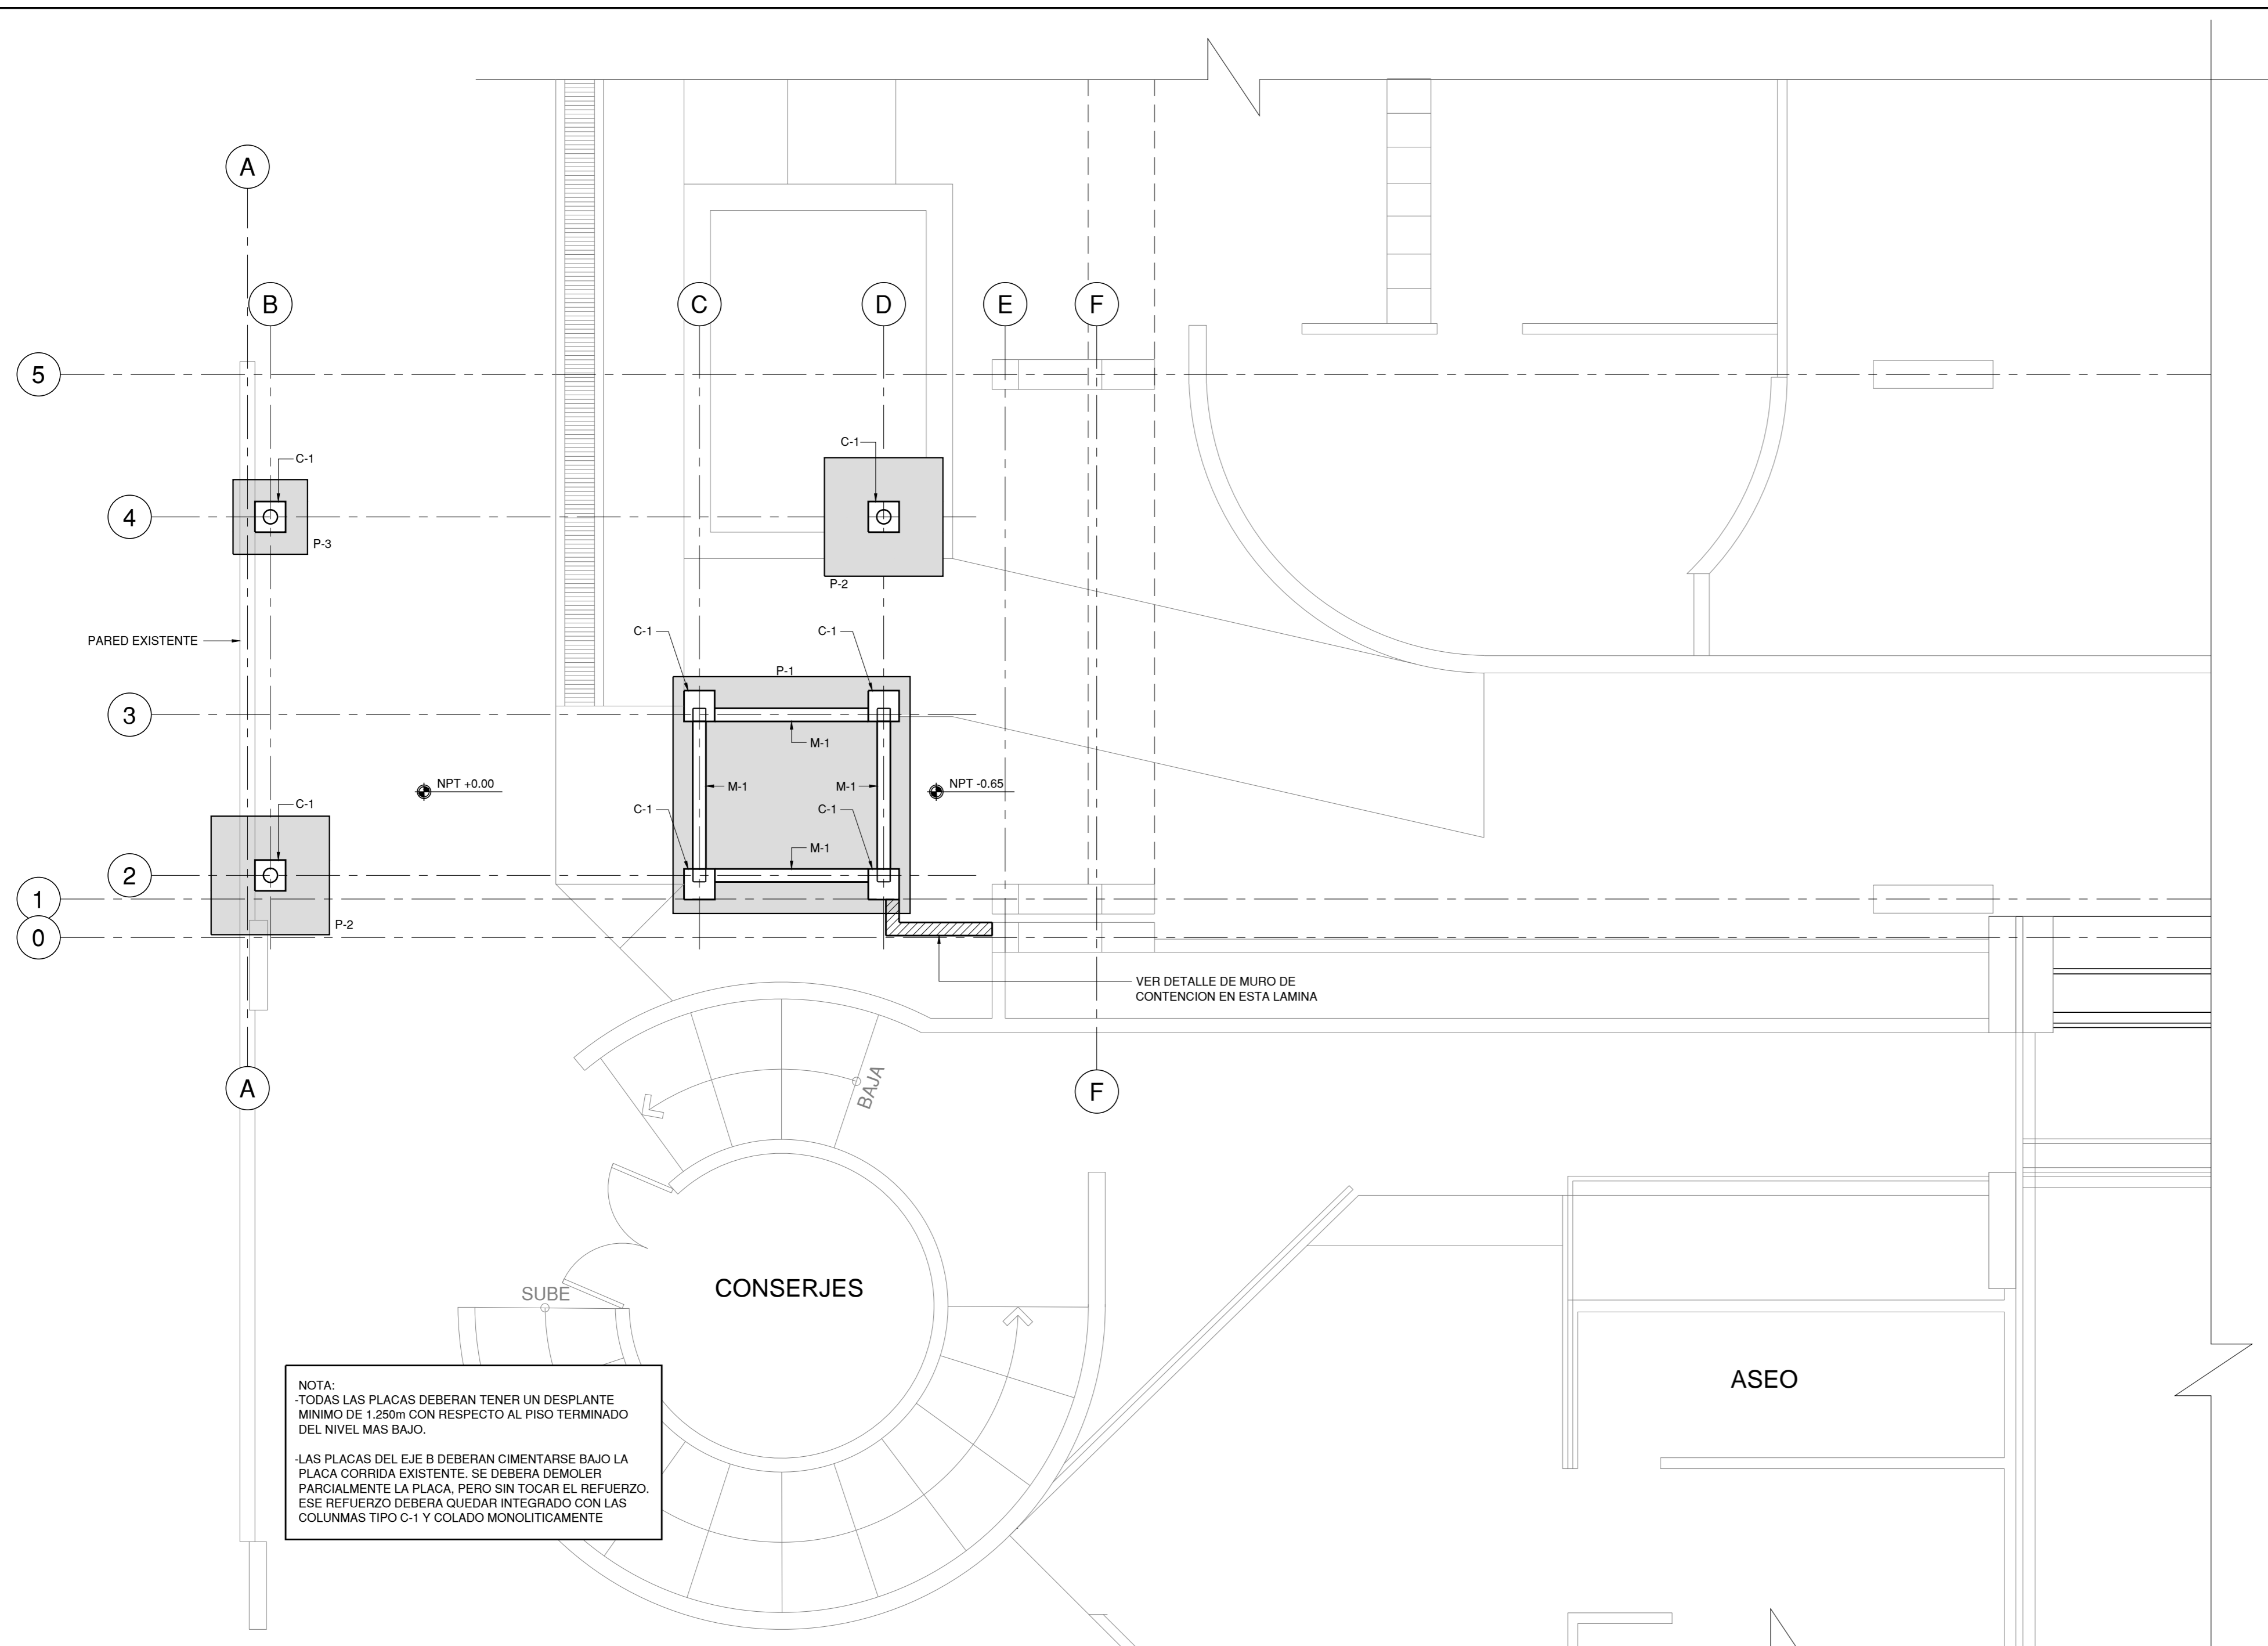 A
B
C
D
E
F
5
C-1
C-1
4
P-3
P-2
C-1
C-1
PARED EXISTENTE
P-1
3
M-1
NPT +0.00
M-1
M-1
NPT -0.65
C-1
C-1
C-1
M-1
2
1
P-2
0
VER DETALLE DE MURO DE
CONTENCION EN ESTA LAMINA
A
BAJA
F
CONSERJES
SUBE
ASEO
NOTA:
-TODAS LAS PLACAS DEBERAN TENER UN DESPLANTE
MINIMO DE 1.250m CON RESPECTO AL PISO TERMINADO
DEL NIVEL MAS BAJO.
-LAS PLACAS DEL EJE B DEBERAN CIMENTARSE BAJO LA
PLACA CORRIDA EXISTENTE. SE DEBERA DEMOLER
PARCIALMENTE LA PLACA, PERO SIN TOCAR EL REFUERZO.
ESE REFUERZO DEBERA QUEDAR INTEGRADO CON LAS
COLUNMAS TIPO C-1 Y COLADO MONOLITICAMENTE